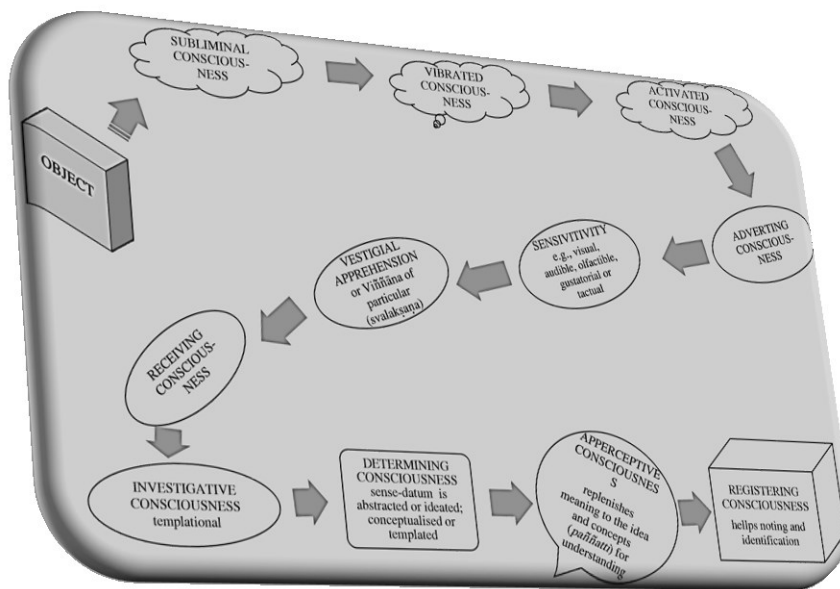 OBJECT
SUBLIMINAL
CONSCIOUS-
NESS
VIBRATED
CONSCIOUS-
NESS
ACTIVATED
CONSCIOUS-
NESS
ADVERTING
CONSCIOUS-
NESS
SENSIVITIVITY
e.g., visual,
audible, olfactible,
gustatorial or
tactual
VESTIGIAL
APPREHENSION
or Viññāna of
particular
(svalakṣaṇa)
RECEIVING
CONSCIOUS-
NESS
INVESTIGATIVE
CONSCIOUSNESS
templational
DETERMINING
CONSCIOUSNESS
sense-datum is
abstracted or ideated;
conceptualised or
templated
APPERCEPTIVE
CONSCIOUSNES
S
replenishes
meaning to the idea
and concepts
(paññatti) for
understanding
REGISTERING
CONSCIOUSNESS
hellps noting and
identification